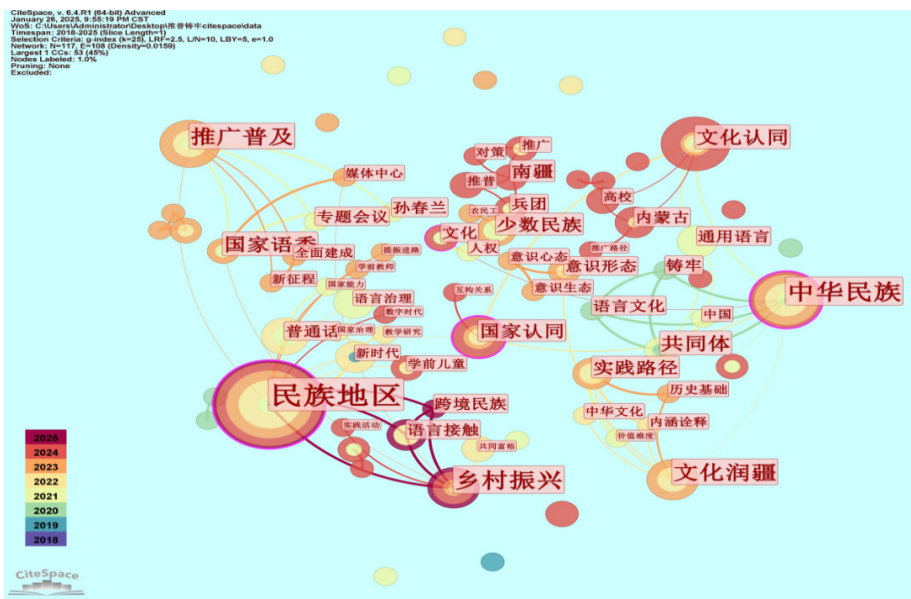 CiteSpace, v. 6.4.R1 (64-bit) Advanced
January 26, 2025, 9:55:19 PM CST
WoS: C:\Users\Administrator\Desktop\推普铸牢citespace\data
Timespan: 2018-2025 (Slice Length=1)
Selection Criteria: g-index (k=25), LRF=2.5, L/N=10, LBY=5, e=1.0
Network: N=117, E=108 (Density=0.0159)
Largest 1 CCs: 53 (45%)
Nodes Labeled: 1.0%
Pruning: None
Excluded:
推广普及
文化认同
对策
推广
南疆
媒体中心
推普
高校
孙春兰
兵团
农民工
专题会议
内蒙古
少数民族
文化
通用语言
国家语委
人权
推广路径
全面建成
提振进路
意识心态
意识形态
铸牢
学前教师
新征程
国家能力
意识生态
中华民族
互构关系
语言治理
语言文化
数字时代
中国
普通话
国家治理
教学研究
国家认同
共同体
新时代
学前儿童
实践路径
民族地区
历史基础
跨境民族
中华文化
实践活动
语言接触
内涵诠释
价值维度
共同富裕
乡村振兴
文化润疆
2025
2024
2023
2022
2021
2020
2019
2018
CiteSpace